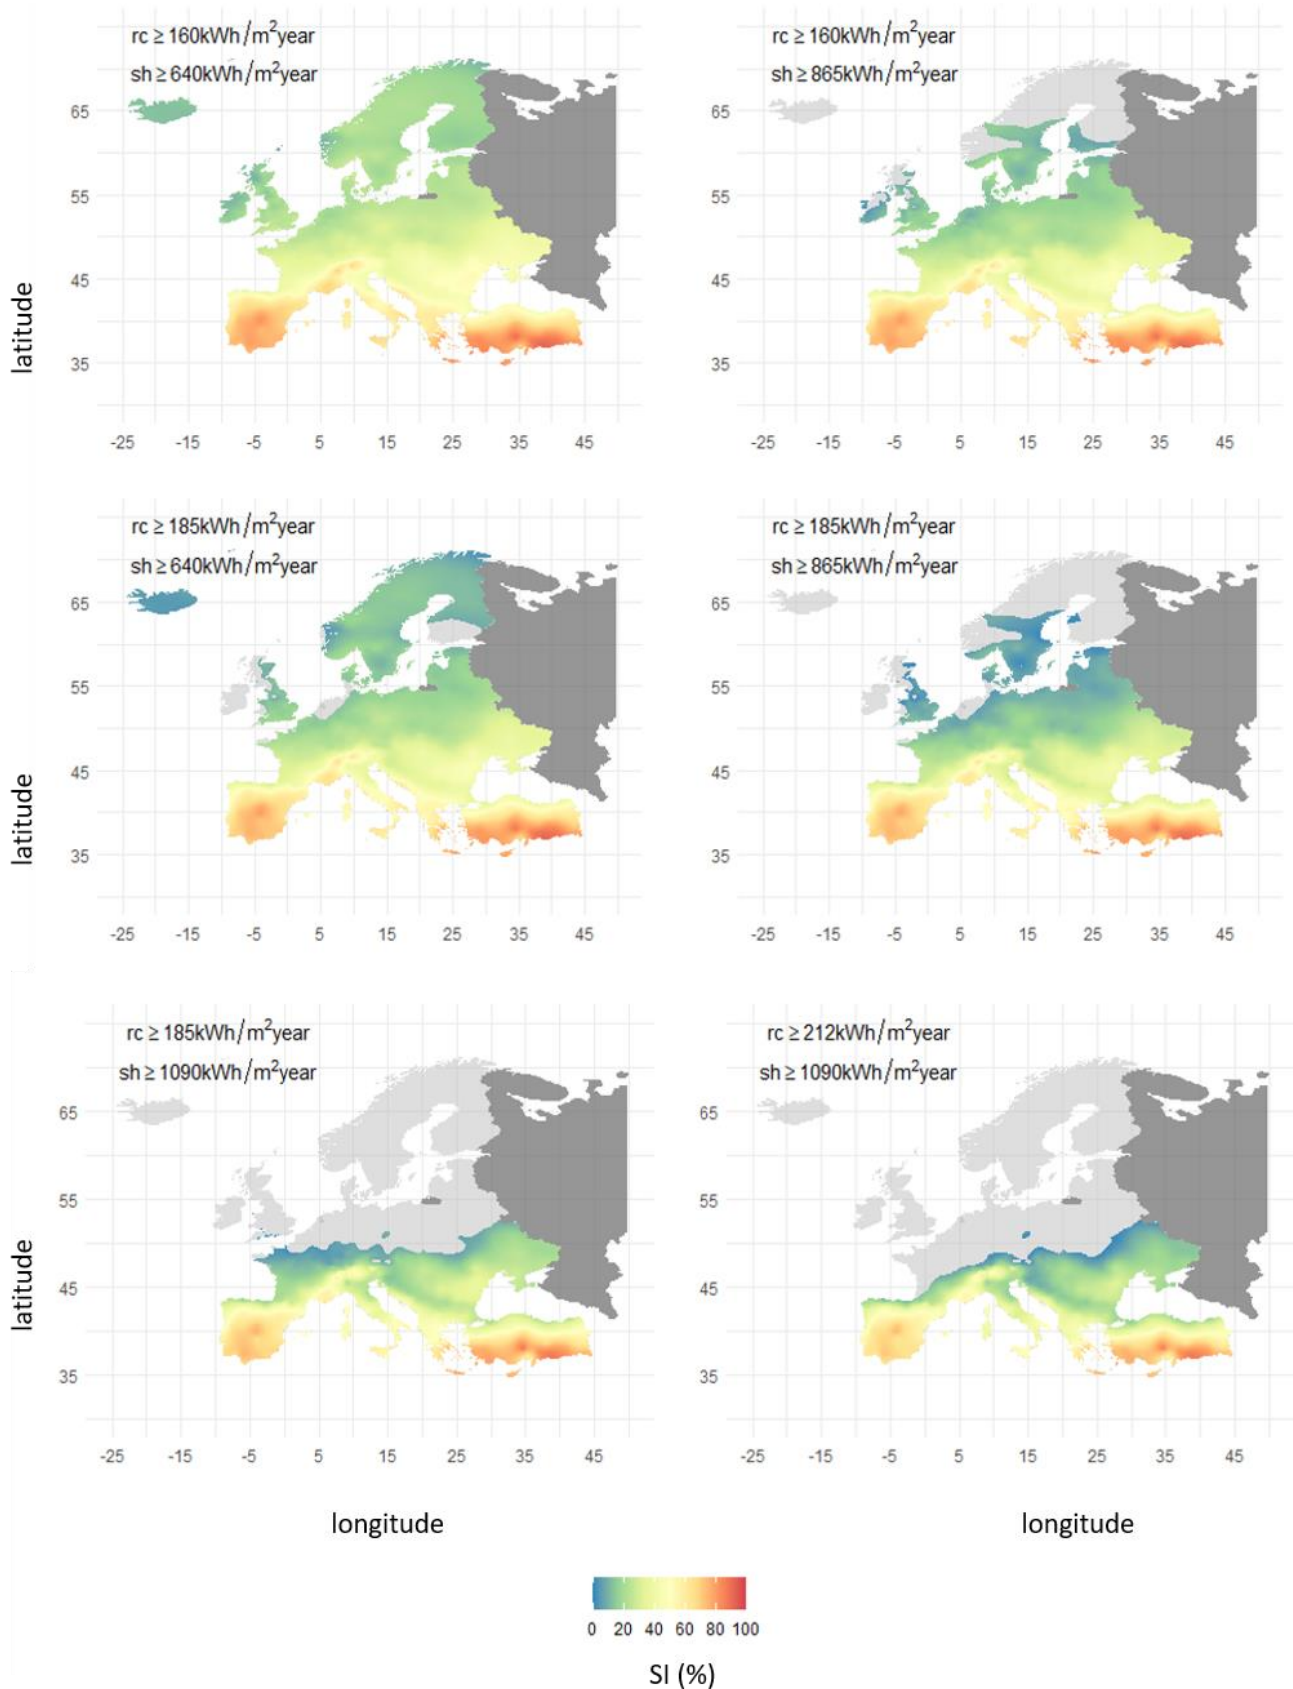 rc ≥ 160kWh/m²year
sh ≥ 640kWh/m²year
65
55
45
35
latitude
-25 -15 -5 5 15 25 35 45
rc ≥ 160kWh/m²year
sh ≥ 865kWh/m²year
65
55
45
35
-25 -15 -5 5 15 25 35 45
rc ≥ 185kWh/m²year
sh ≥ 640kWh/m²year
65
55
45
35
latitude
-25 -15 -5 5 15 25 35 45
rc ≥ 185kWh/m²year
sh ≥ 865kWh/m²year
65
55
45
35
-25 -15 -5 5 15 25 35 45
rc ≥ 185kWh/m²year
sh ≥ 1090kWh/m²year
65
55
45
35
latitude
-25 -15 -5 5 15 25 35 45
longitude
rc ≥ 212kWh/m²year
sh ≥ 1090kWh/m²year
65
55
45
35
-25 -15 -5 5 15 25 35 45
longitude
0 20 40 60 80 100
SI (%)